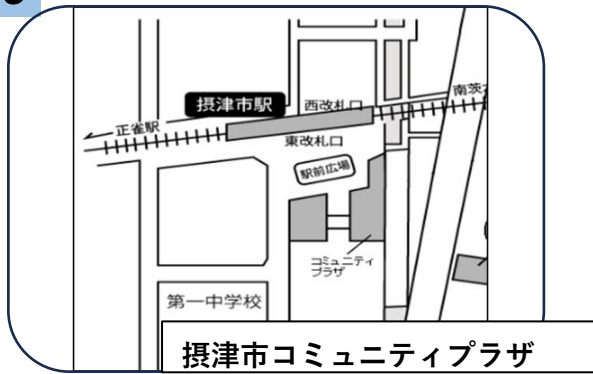 摂津市駅
西改札口
南茨
正雀駅
東改札口
駅前広場
コミュニティ
プラザ
第一中学校
摂津市コミュニティプラザ